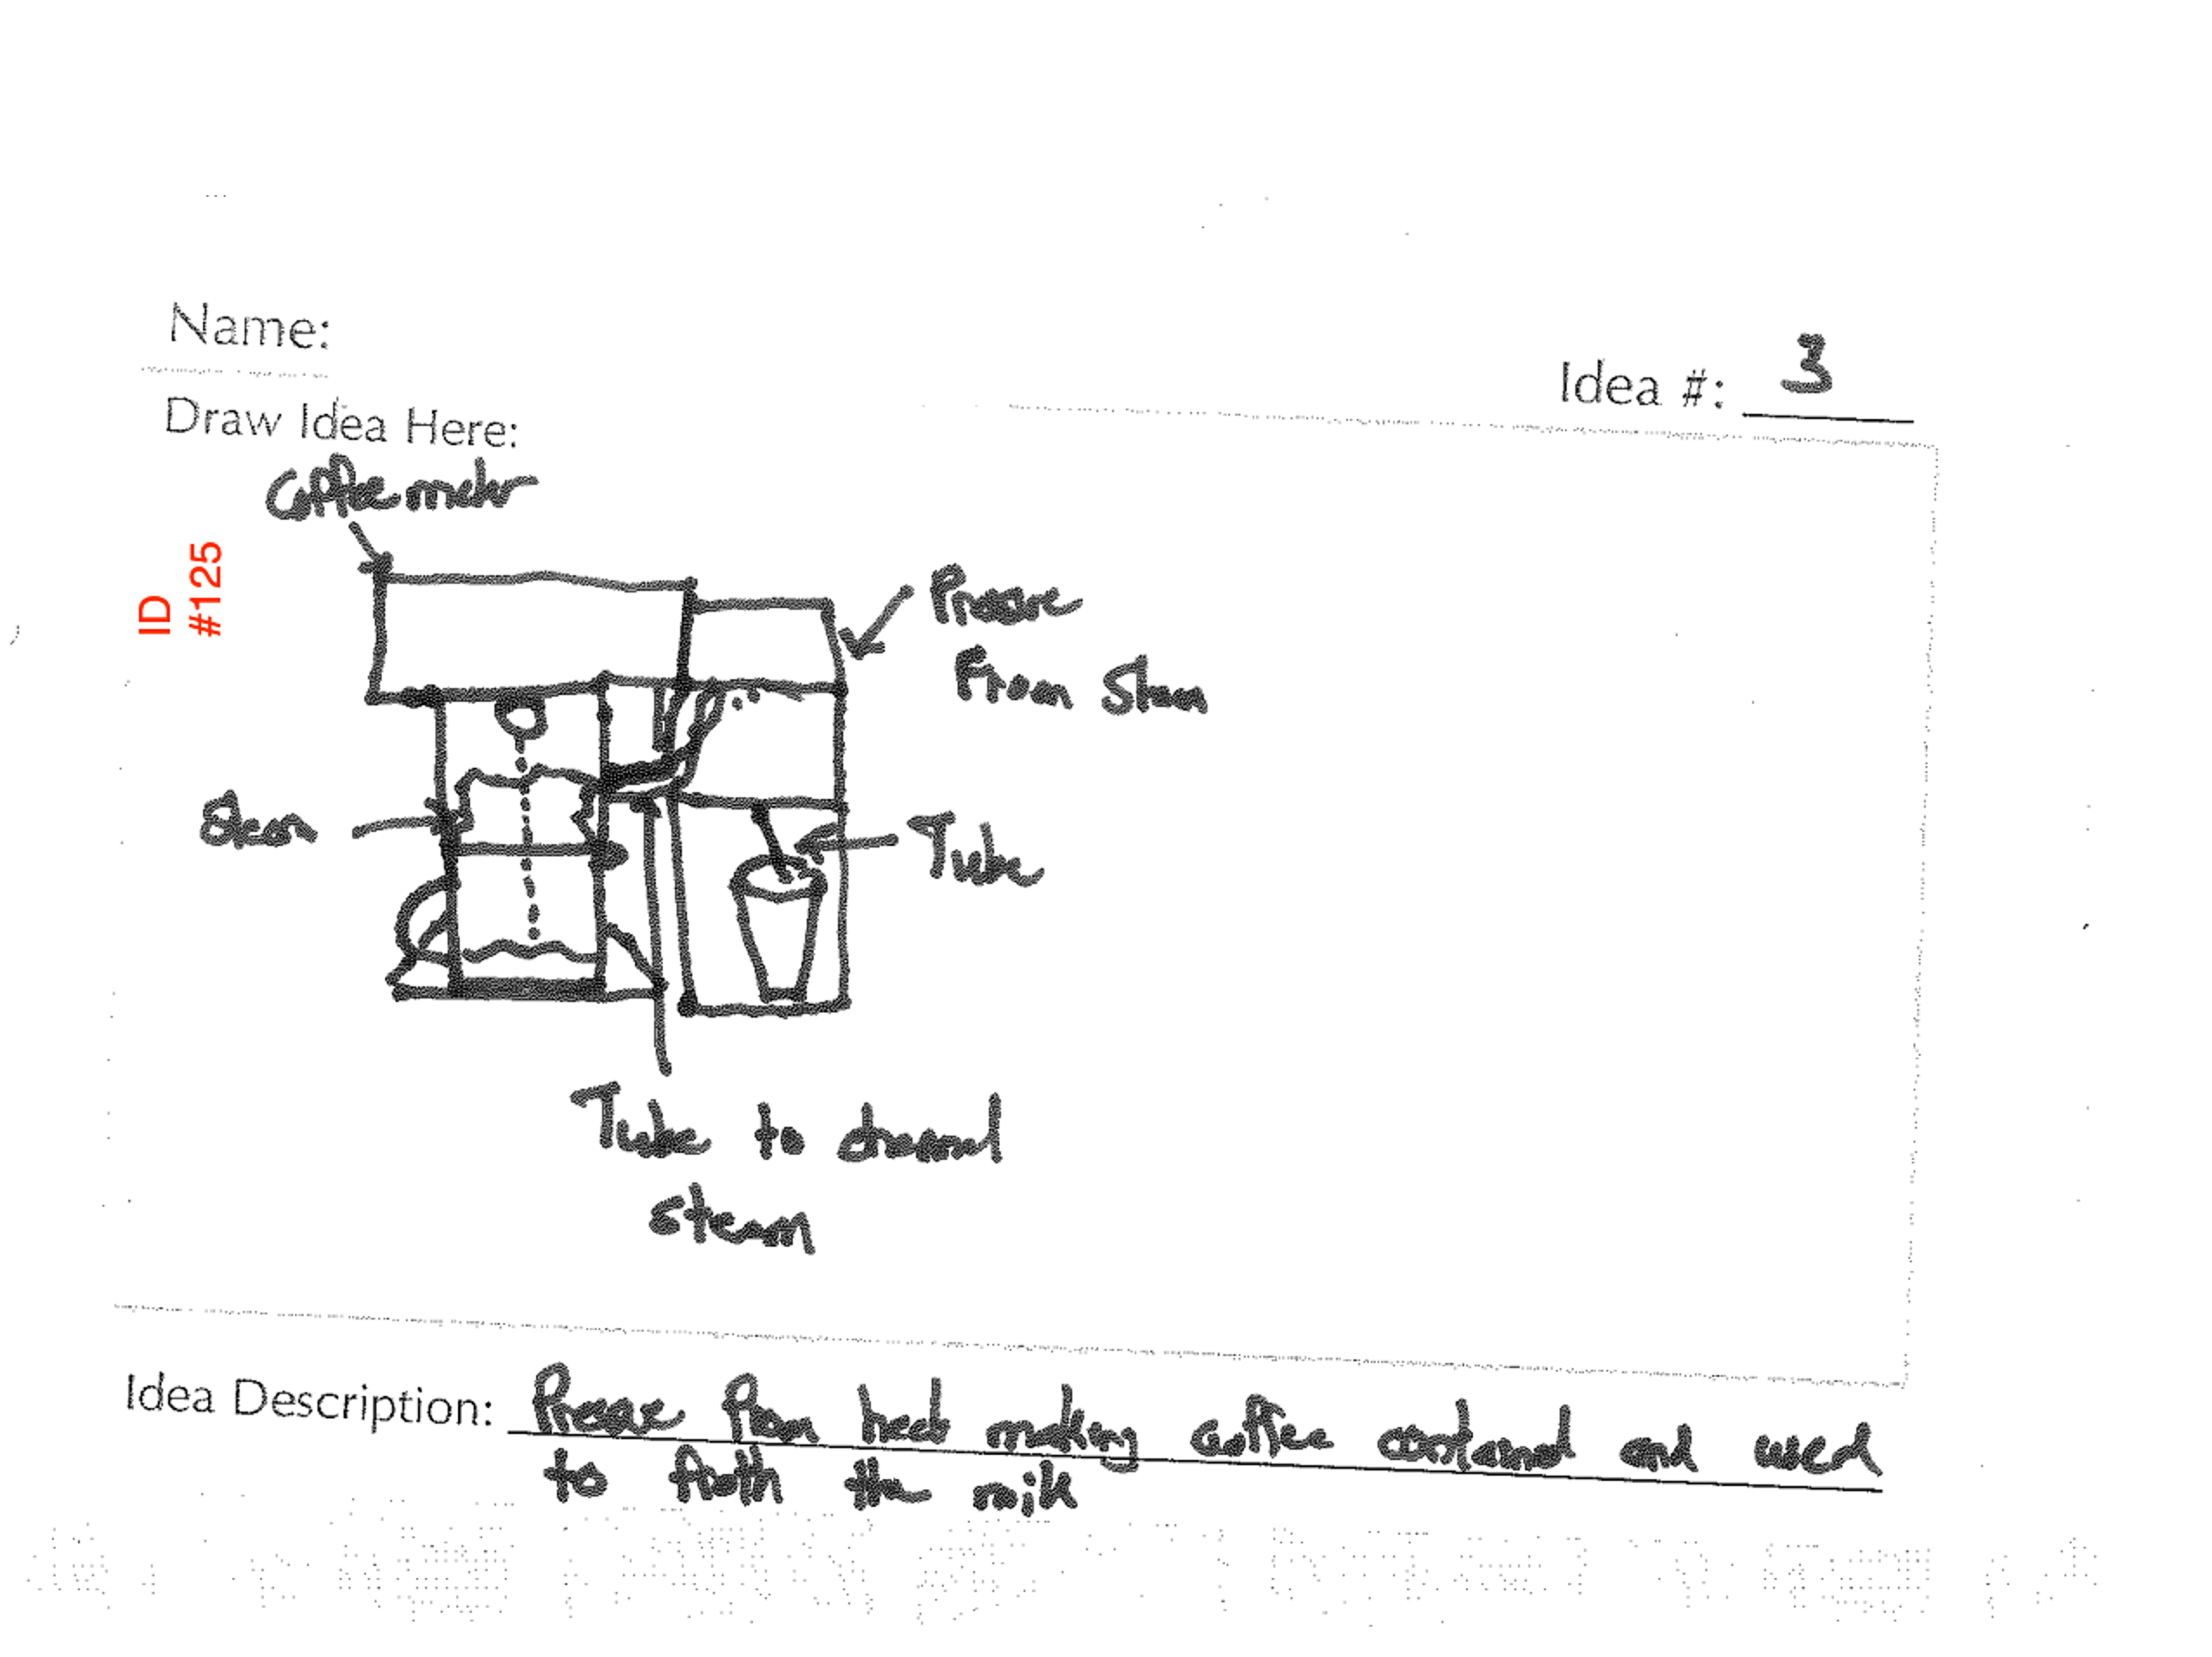 Name:
Idea #: 3
Draw Idea Here:
Coffee maker
ID
#125
Pressure
From Steam
Steam
Tube
Tube to channel
steam
Idea Description: Pressure from heat making coffee contained and used
to froth the milk